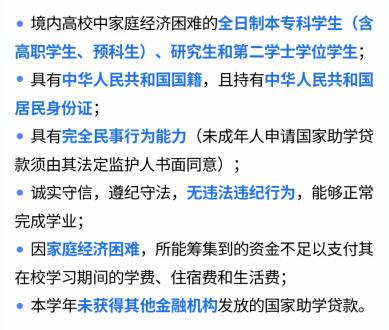 • 境内高校中家庭经济困难的全日制本专科学生（含
高职学生、预科生）、研究生和第二学士学位学生；
• 具有中华人民共和国国籍，且持有中华人民共和国
居民身份证；
• 具有完全民事行为能力（未成年人申请国家助学贷
款须由其法定监护人书面同意）；
• 诚实守信，遵纪守法，无违法违纪行为，能够正常
完成学业；
• 因家庭经济困难，所能筹集到的资金不足以支付其
在校学习期间的学费、住宿费和生活费；
• 本学年未获得其他金融机构发放的国家助学贷款。